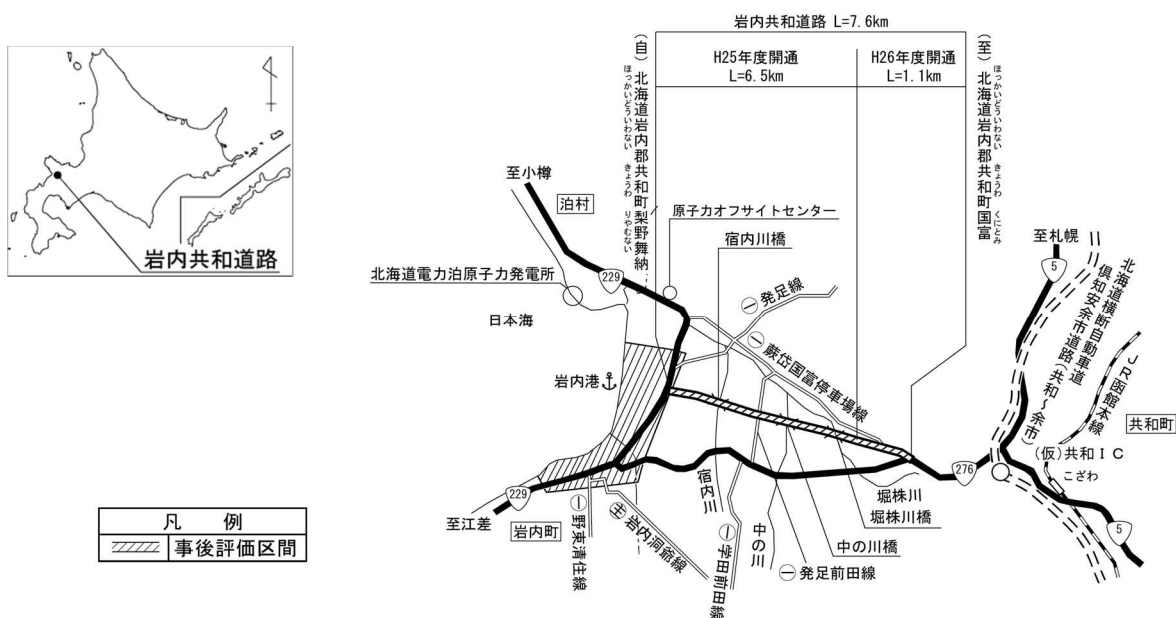 岩内共和道路 L=7.6km
H25年度開通
L=6.5km
H26年度開通
L=1.1km
(自)北海道岩内郡共和町梨野舞納
ほっかいどういわない きょうわ りやむない
(至)北海道岩内郡共和町国富
ほっかいどういわない きょうわ くにとみ
岩内共和道路
至小樽
泊村
原子力オフサイトセンター
宿内川橋
北海道電力泊原子力発電所
229
日本海
㊀発足線
㊀蕨岱国富停車場線
岩内港
至札幌
5
北海道横断自動車道
倶知安余市道路(共和～余市)
JR函館本線
共和町
(仮)共和IC
こざわ
276
5
229
至江差
岩内町
㊀野束清住線
主 岩内洞爺線
宿内川
㊀学田前田線
中の川
㊀発足前田線
中の川橋
堀株川
堀株川橋
凡 例
事後評価区間